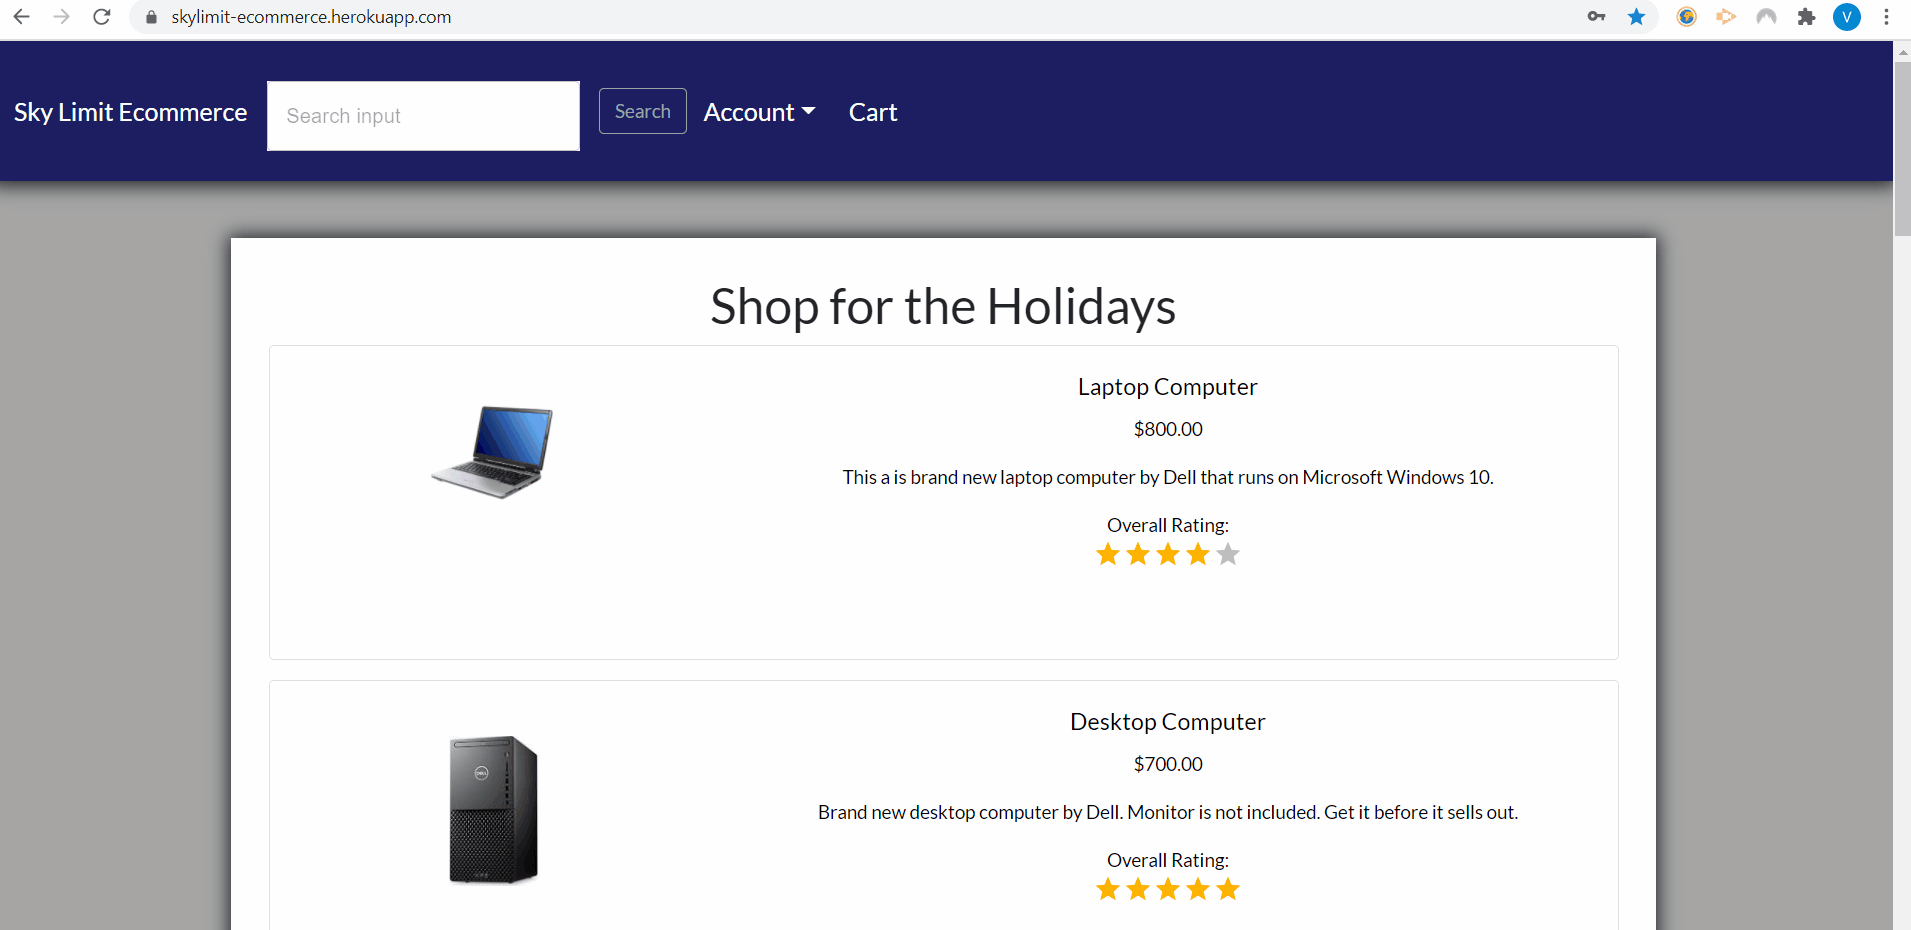 skylimit-ecommerce.herokuapp.com
V
Sky Limit Ecommerce
Search input
Search
Account
Cart
Shop for the Holidays
Laptop Computer
$800.00
This a is brand new laptop computer by Dell that runs on Microsoft Windows 10.
Overall Rating:
Desktop Computer
$700.00
Brand new desktop computer by Dell. Monitor is not included. Get it before it sells out.
Overall Rating:
DELL